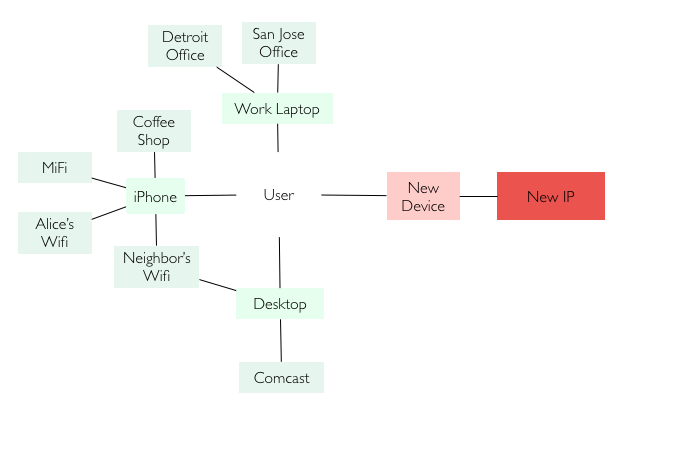 Detroit
Office
San Jose
Office
Work Laptop
Coffee
Shop
MiFi
iPhone
User
New
Device
New IP
Alice's
Wifi
Neighbor's
Wifi
Desktop
Comcast